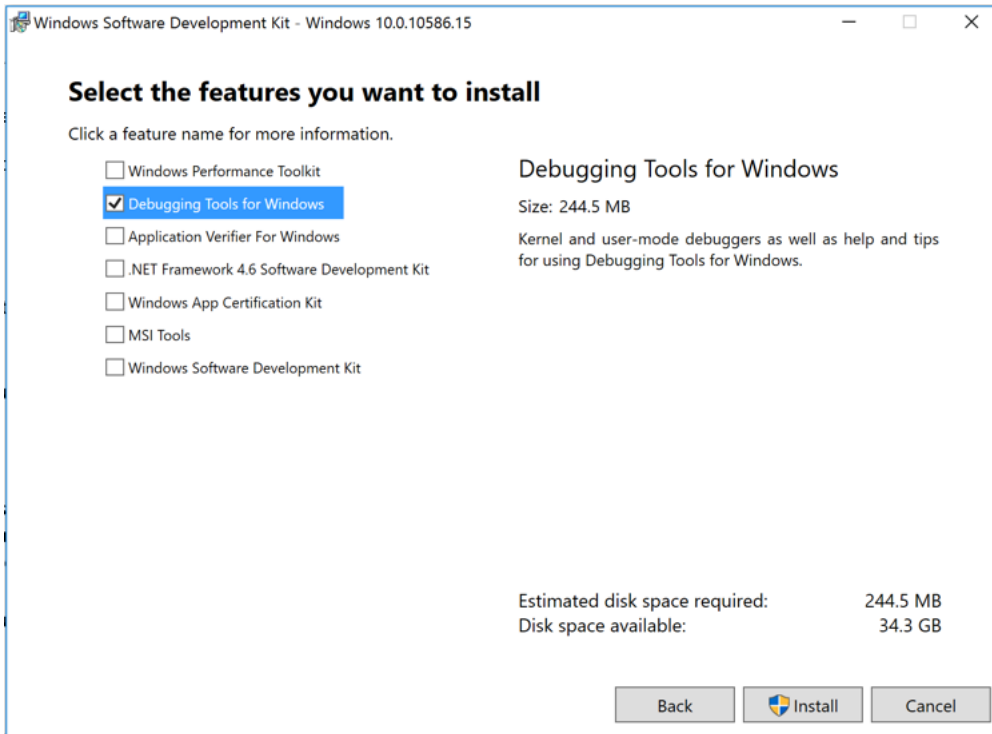 Windows Software Development Kit - Windows 10.0.10586.15
Select the features you want to install
Click a feature name for more information.
Windows Performance Toolkit
Debugging Tools for Windows
Application Verifier For Windows
.NET Framework 4.6 Software Development Kit
Windows App Certification Kit
MSI Tools
Windows Software Development Kit
Debugging Tools for Windows
Size: 244.5 MB
Kernel and user-mode debuggers as well as help and tips
for using Debugging Tools for Windows.
Estimated disk space required: 244.5 MB
Disk space available: 34.3 GB
Back Install Cancel